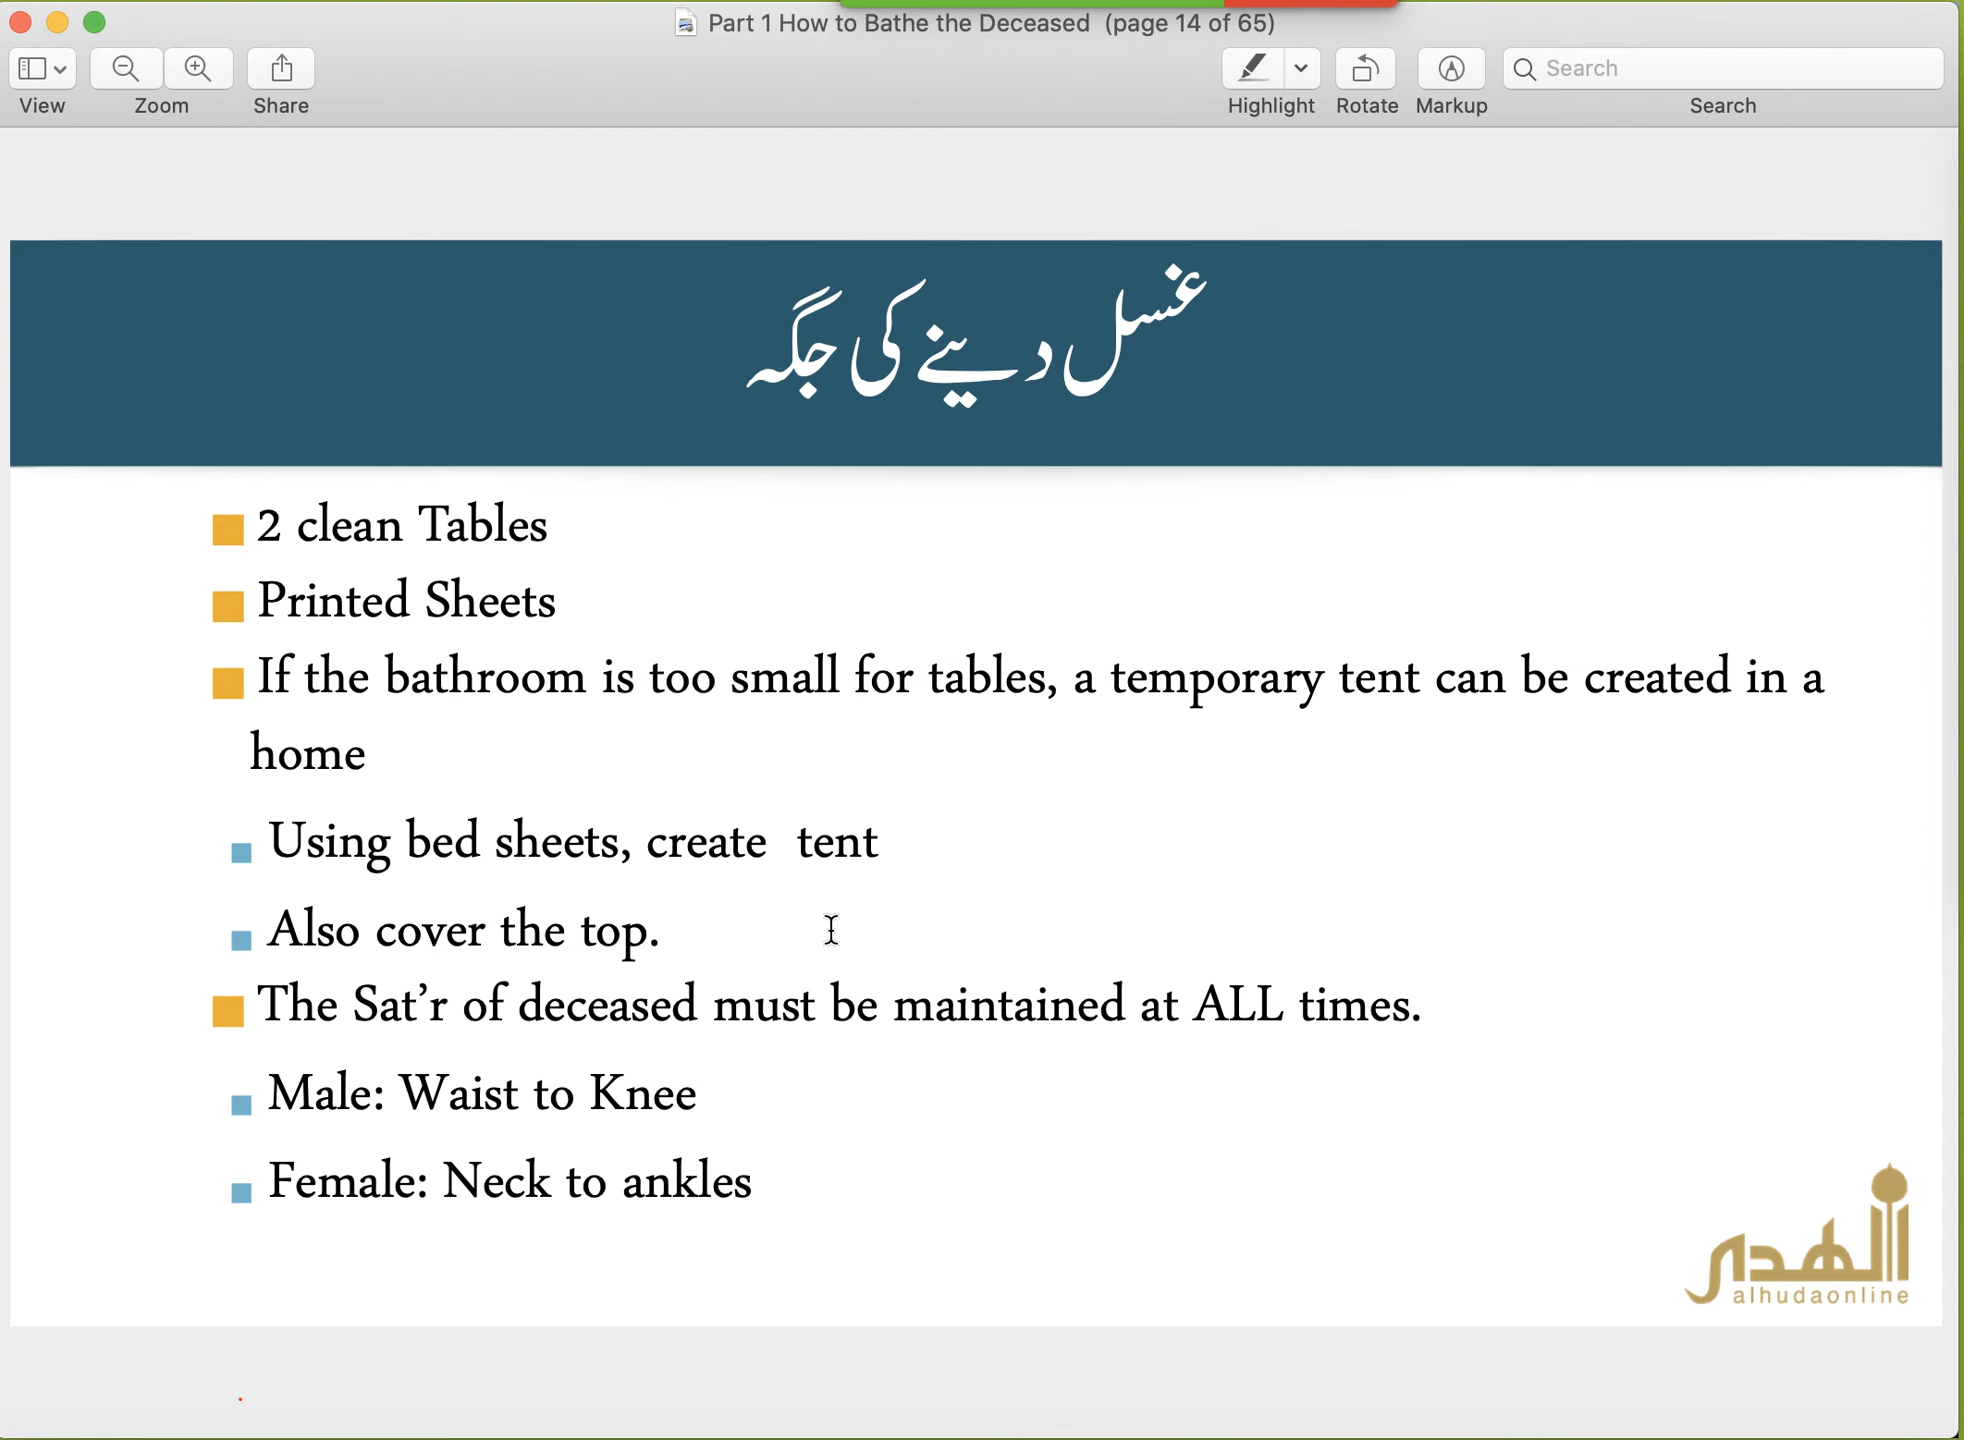 Part 1 How to Bathe the Deceased (page 14 of 65)
View
Zoom
Share
Highlight
Rotate
Markup
Search
Search
غسل دینے کی جگہ
2 clean Tables
Printed Sheets
If the bathroom is too small for tables, a temporary tent can be created in a
home
Using bed sheets, create tent
Also cover the top.
The Sat’r of deceased must be maintained at ALL times.
Male: Waist to Knee
Female: Neck to ankles
الهدى
alhudaonline